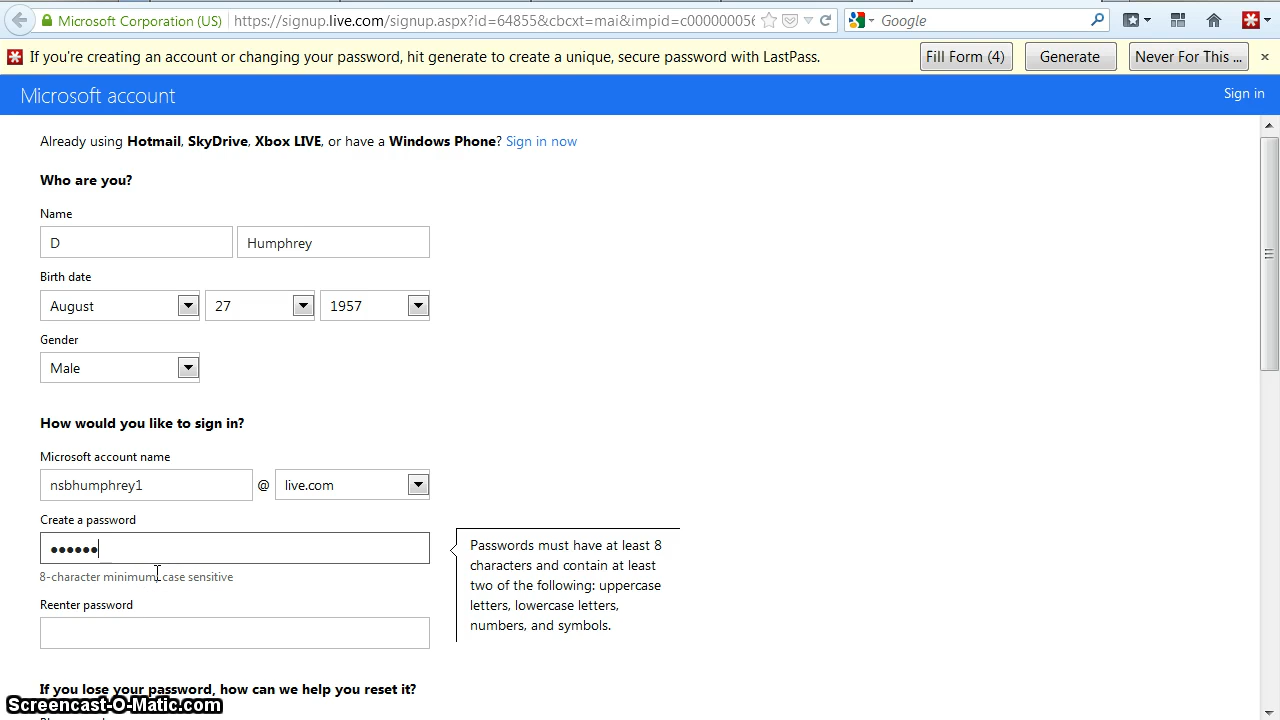 Microsoft Corporation (US) https://signup.live.com/signup.aspx?id=64855&bcxt=mai&impid=c000000056 Google
If you're creating an account or changing your password, hit generate to create a unique, secure password with LastPass. Fill Form (4) Generate Never For This ... ×
Microsoft account Sign in
Already using Hotmail, SkyDrive, Xbox LIVE, or have a Windows Phone? Sign in now
Who are you?
Name
D Humphrey
Birth date
August 27 1957
Gender
Male
How would you like to sign in?
Microsoft account name
nsbhumphrey1 @ live.com
Create a password
●●●●●●
8-character minimum; case sensitive
Passwords must have at least 8
characters and contain at least
two of the following: uppercase
letters, lowercase letters,
numbers, and symbols.
Reenter password
If you lose your password, how can we help you reset it?
Screencast-O-Matic.com